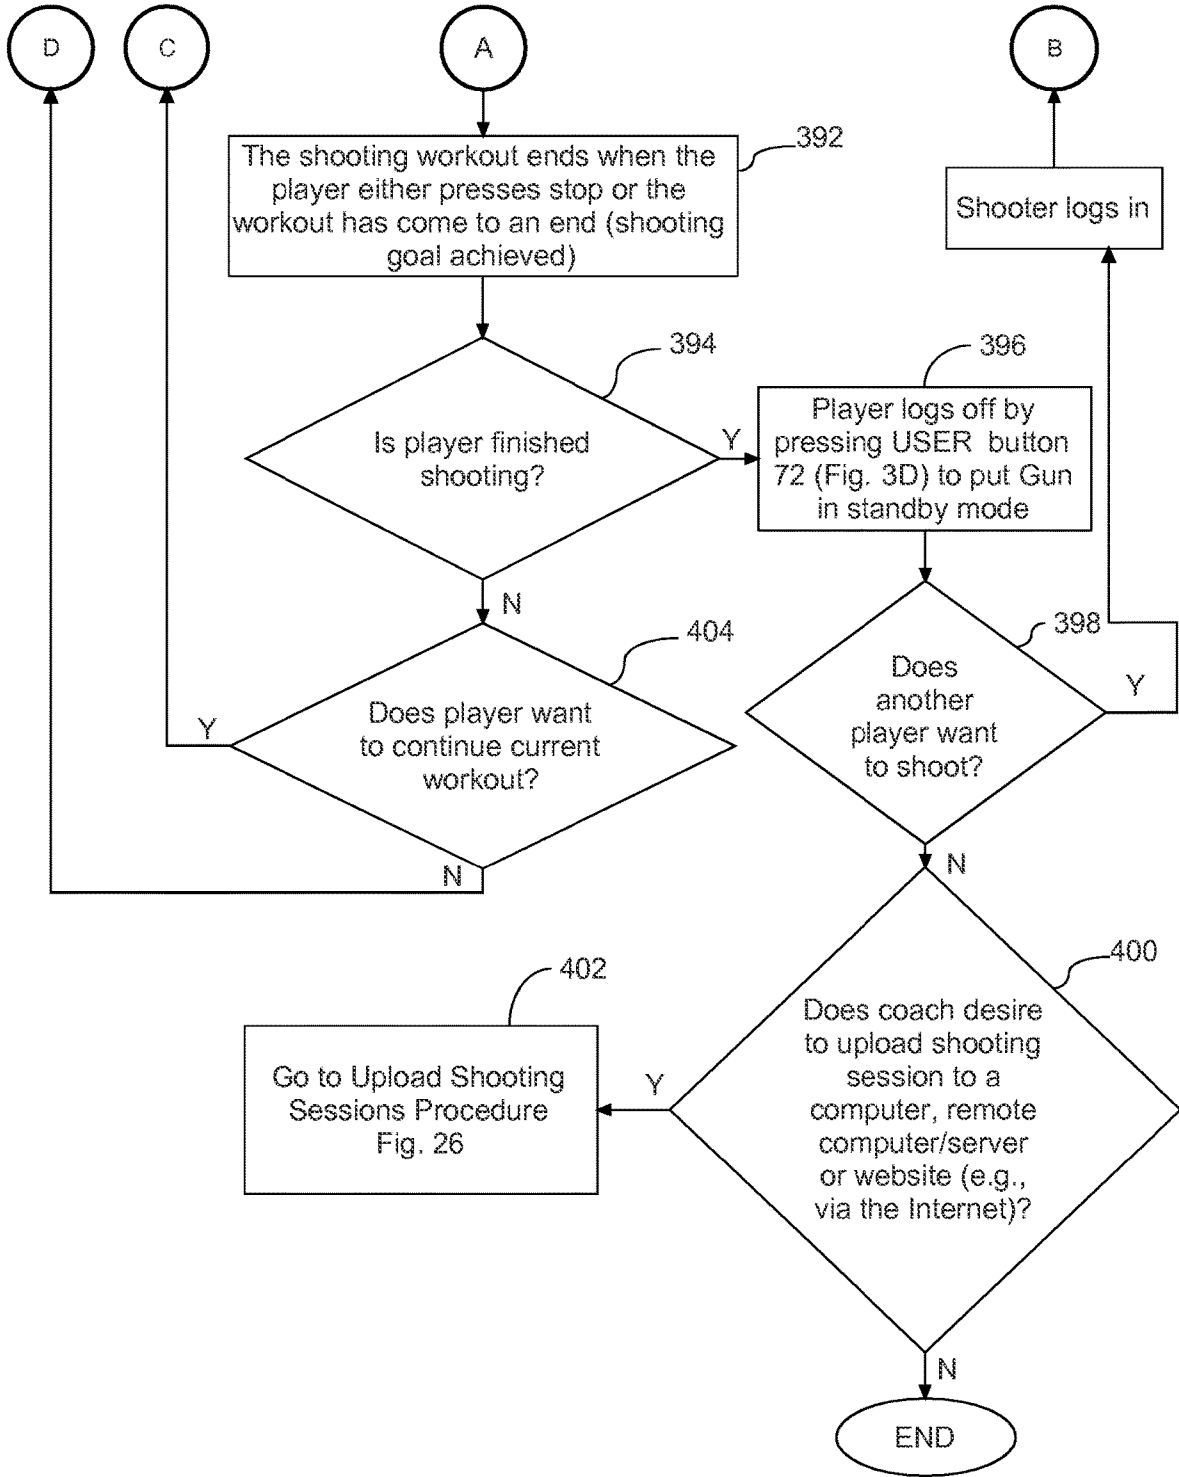 D
C
A
B
392
The shooting workout ends when the
player either presses stop or the
workout has come to an end (shooting
goal achieved)
Shooter logs in
394
Is player finished
shooting?
Y
396
Player logs off by
pressing USER button
72 (Fig. 3D) to put Gun
in standby mode
N
404
Does player want
to continue current
workout?
Y
N
398
Does
another
player want
to shoot?
Y
N
400
Does coach desire
to upload shooting
session to a
computer, remote
computer/server
or website (e.g.,
via the Internet)?
Y
402
Go to Upload Shooting
Sessions Procedure
Fig. 26
N
END